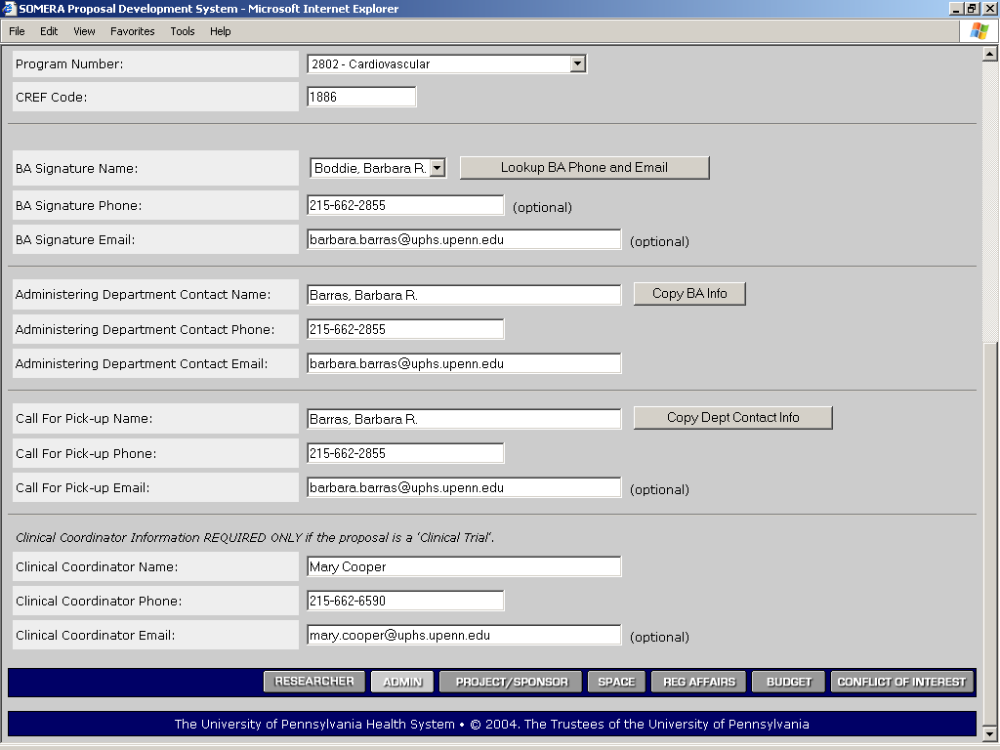 SOMERA Proposal Development System - Microsoft Internet Explorer
File Edit View Favorites Tools Help
Program Number: 2802 - Cardiovascular
CREF Code: 1886
BA Signature Name: Boddie, Barbara R. Lookup BA Phone and Email
BA Signature Phone: 215-662-2855 (optional)
BA Signature Email: barbara.barras@uphs.upenn.edu (optional)
Administering Department Contact Name: Barras, Barbara R. Copy BA Info
Administering Department Contact Phone: 215-662-2855
Administering Department Contact Email: barbara.barras@uphs.upenn.edu
Call For Pick-up Name: Barras, Barbara R. Copy Dept Contact Info
Call For Pick-up Phone: 215-662-2855
Call For Pick-up Email: barbara.barras@uphs.upenn.edu (optional)
Clinical Coordinator Information REQUIRED ONLY if the proposal is a 'Clinical Trial'.
Clinical Coordinator Name: Mary Cooper
Clinical Coordinator Phone: 215-662-6590
Clinical Coordinator Email: mary.cooper@uphs.upenn.edu (optional)
RESEARCHER ADMIN PROJECT/SPONSOR SPACE REG AFFAIRS BUDGET CONFLICT OF INTEREST
The University of Pennsylvania Health System • © 2004. The Trustees of the University of Pennsylvania